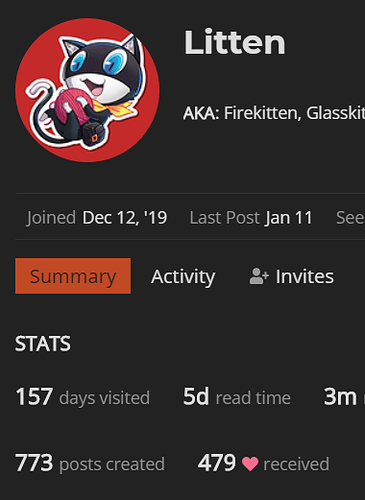 Litten
AKA: Firekitten, Glasskit
Joined Dec 12, '19 Last Post Jan 11 See
Summary Activity Invites
STATS
157 days visited 5d read time 3m
773 posts created 479 received